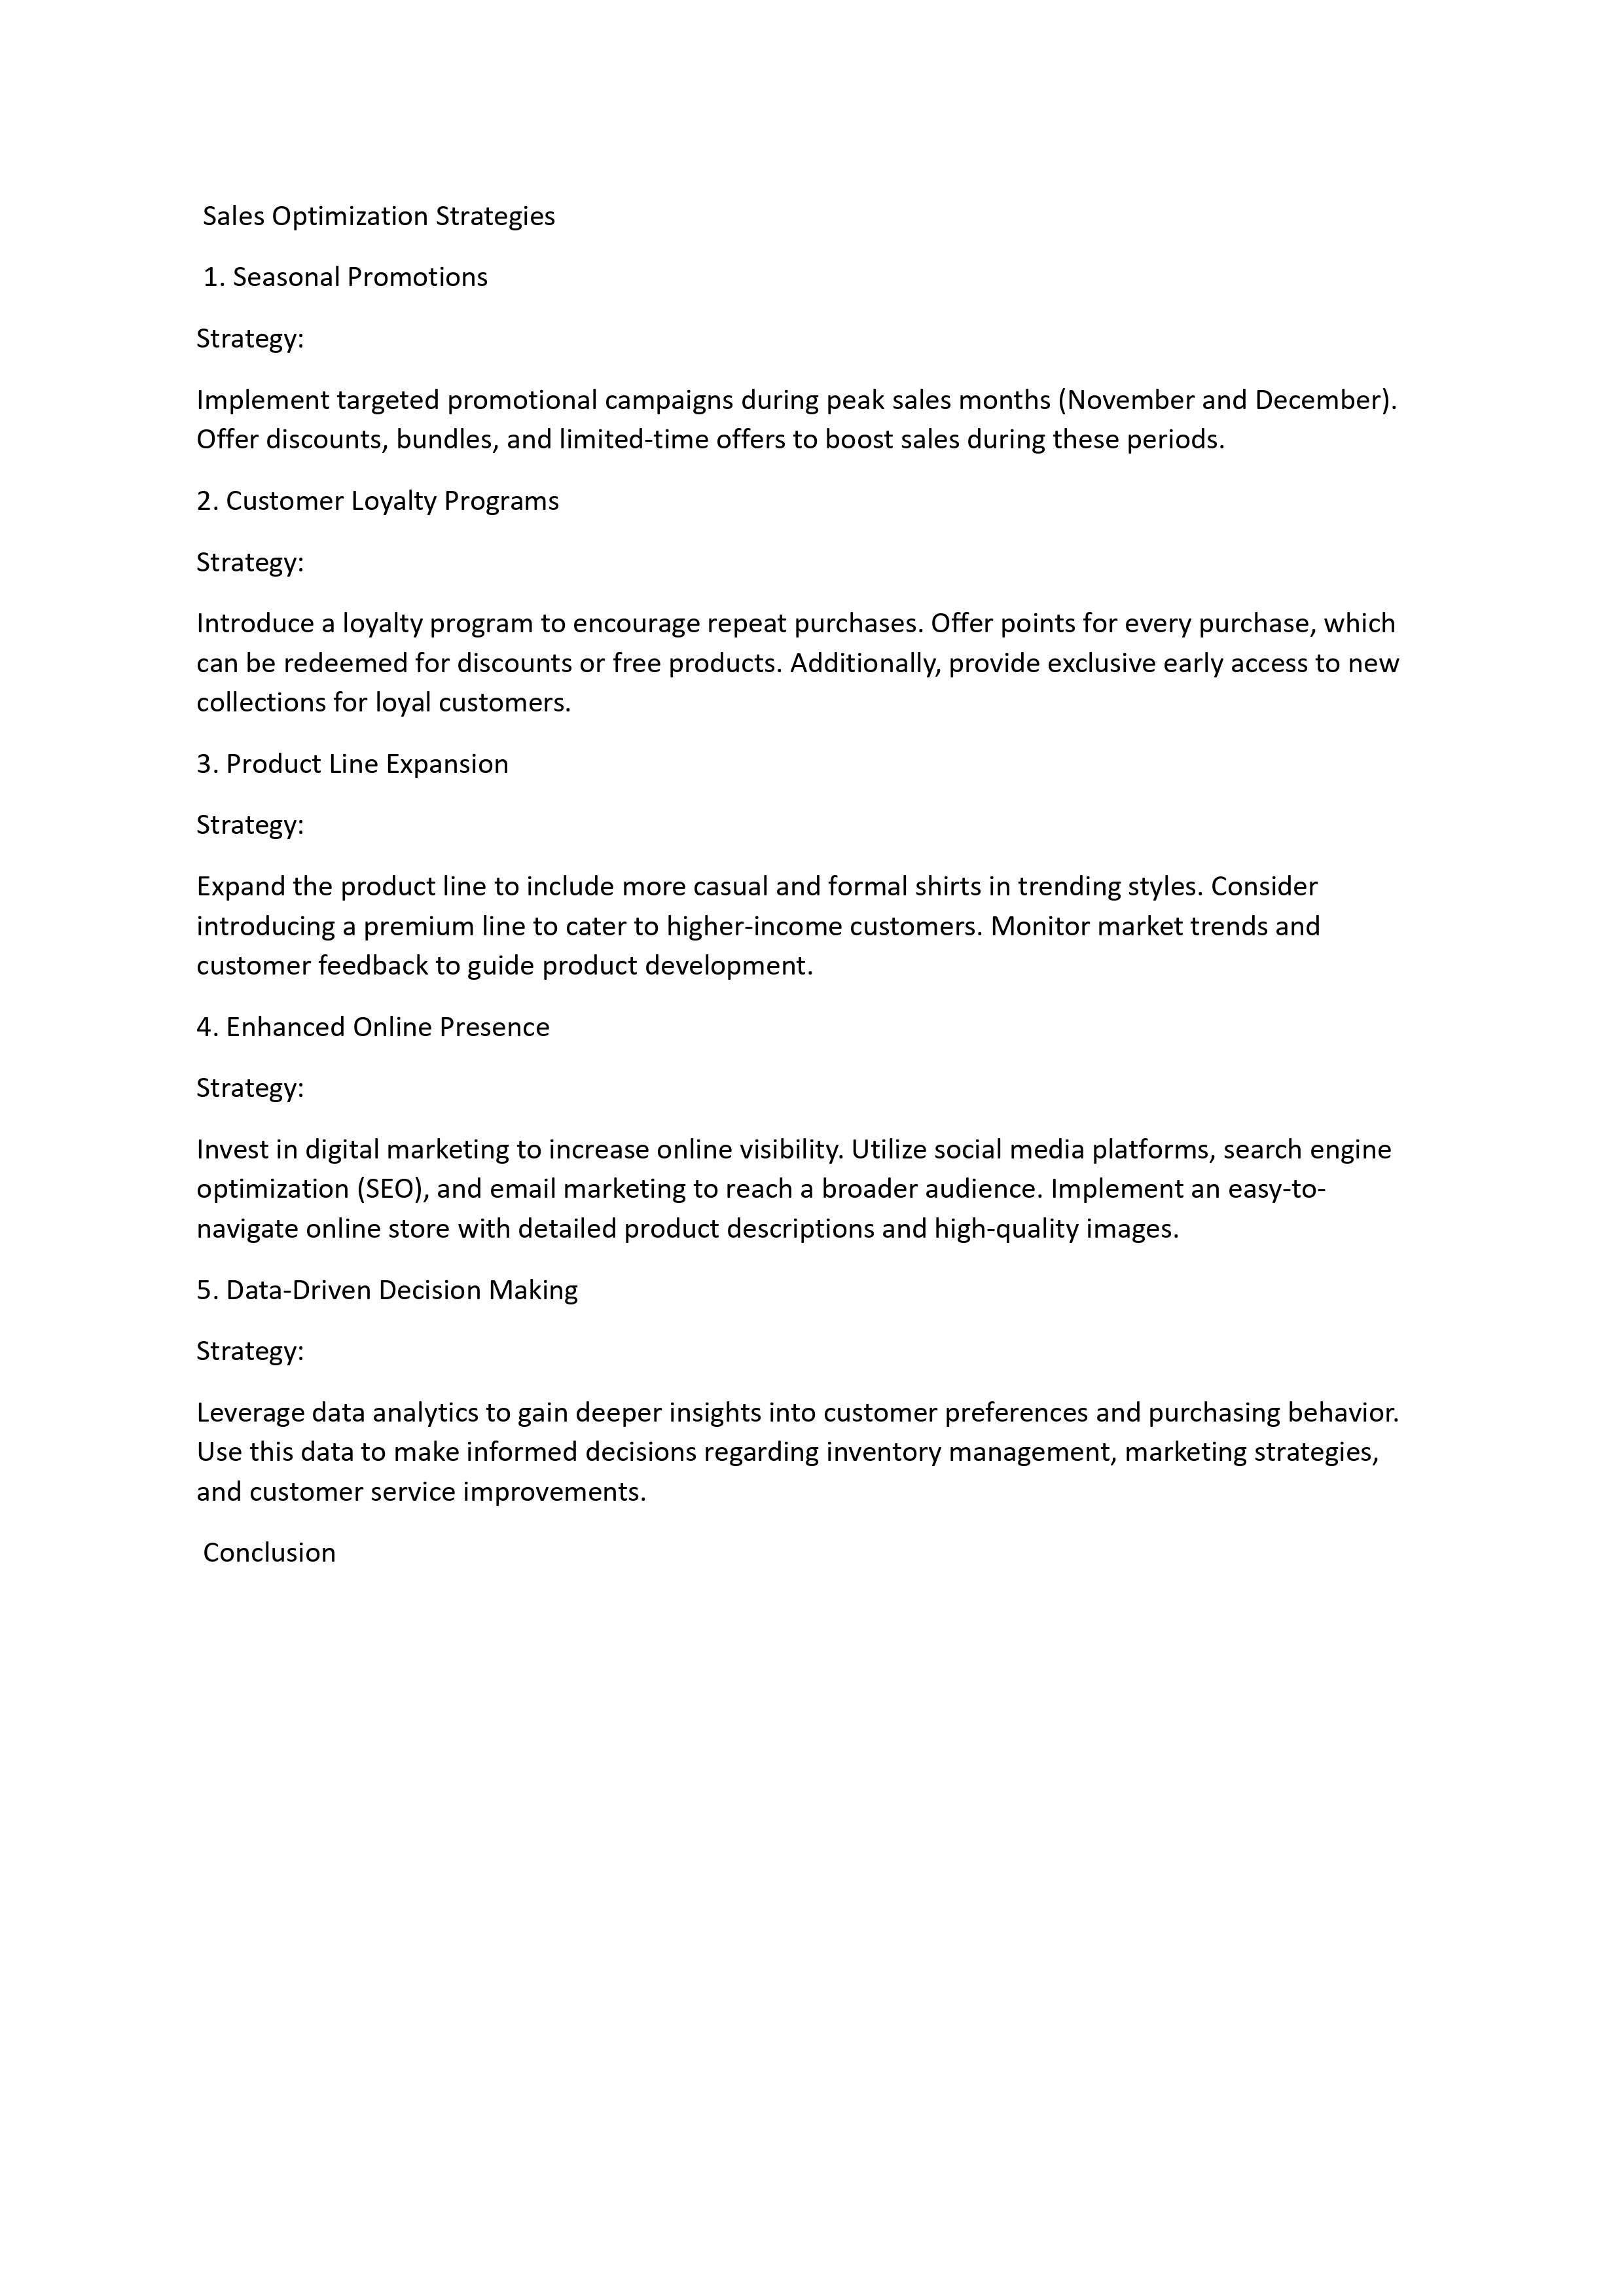 Sales Optimization Strategies
1. Seasonal Promotions
Strategy:
Implement targeted promotional campaigns during peak sales months (November and December).
Offer discounts, bundles, and limited-time offers to boost sales during these periods.
2. Customer Loyalty Programs
Strategy:
Introduce a loyalty program to encourage repeat purchases. Offer points for every purchase, which
can be redeemed for discounts or free products. Additionally, provide exclusive early access to new
collections for loyal customers.
3. Product Line Expansion
Strategy:
Expand the product line to include more casual and formal shirts in trending styles. Consider
introducing a premium line to cater to higher-income customers. Monitor market trends and
customer feedback to guide product development.
4. Enhanced Online Presence
Strategy:
Invest in digital marketing to increase online visibility. Utilize social media platforms, search engine
optimization (SEO), and email marketing to reach a broader audience. Implement an easy-to-
navigate online store with detailed product descriptions and high-quality images.
5. Data-Driven Decision Making
Strategy:
Leverage data analytics to gain deeper insights into customer preferences and purchasing behavior.
Use this data to make informed decisions regarding inventory management, marketing strategies,
and customer service improvements.
Conclusion